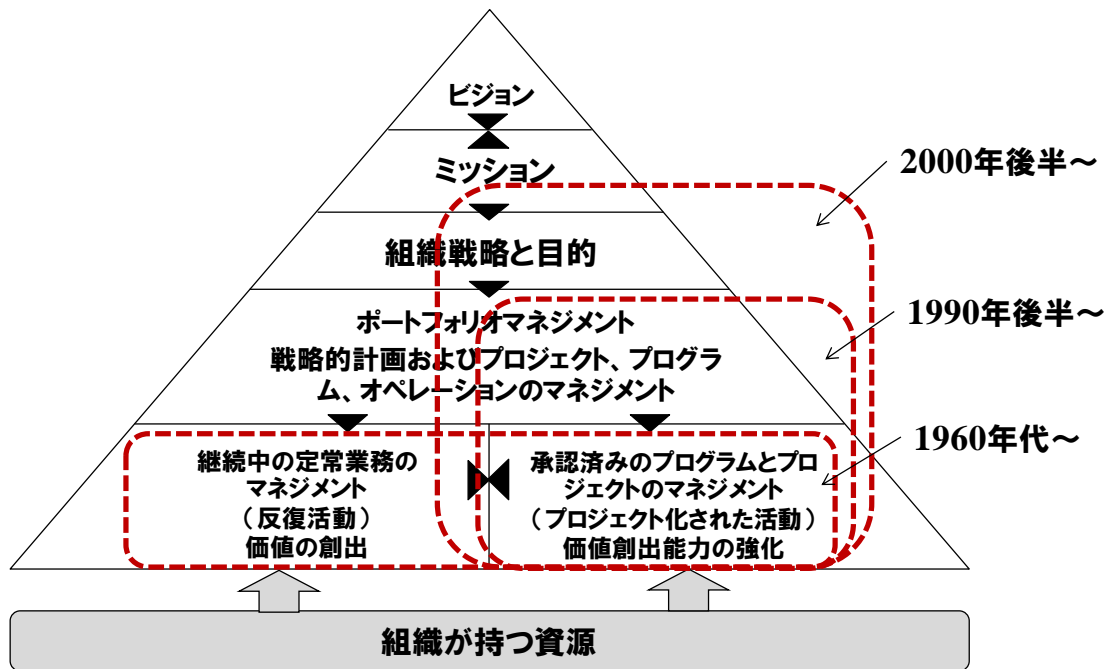 ビジョン
ミッション
2000年後半～
組織戦略と目的
1990年後半～
ポートフォリオマネジメント
戦略的計画およびプロジェクト、プログラ
ム、オペレーションのマネジメント
1960年代～
継続中の定常業務の
マネジメント
（反復活動）
価値の創出
承認済みのプログラムとプロ
ジェクトのマネジメント
（プロジェクト化された活動）
価値創出能力の強化
組織が持つ資源